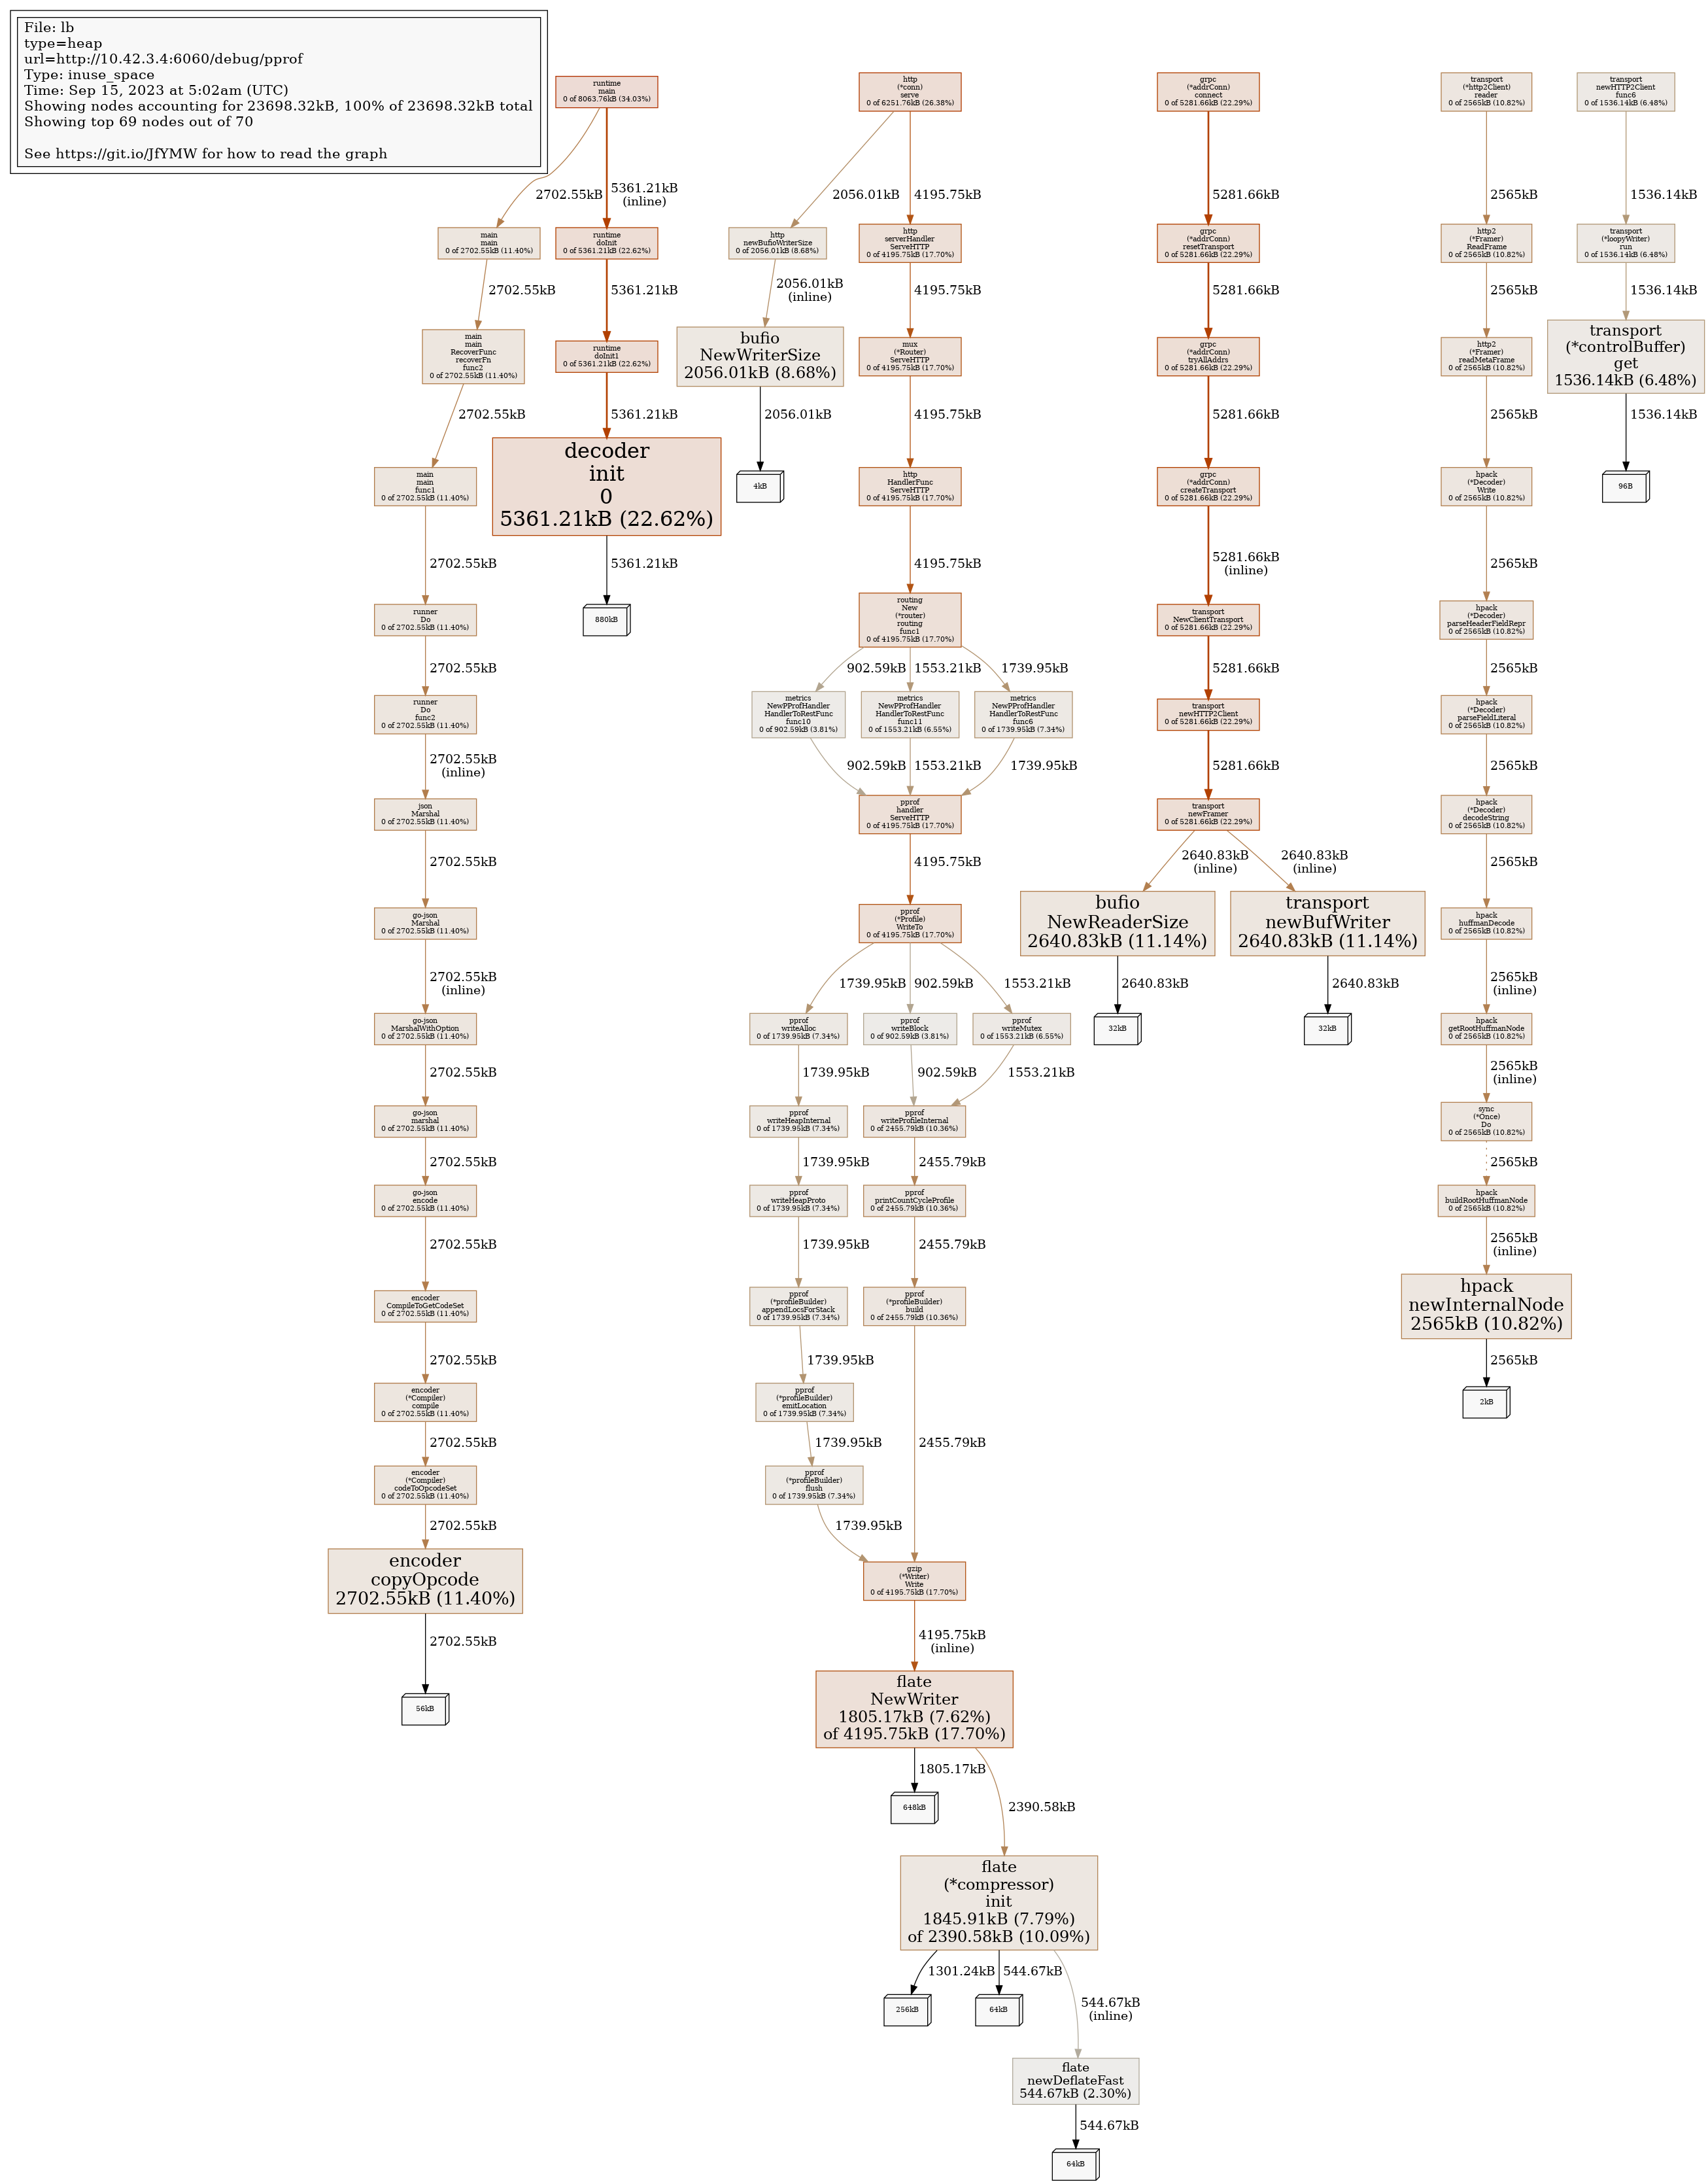 File: lb
type=heap
url=http://10.42.3.4:6060/debug/pprof
Type: inuse_space
Time: Sep 15, 2023 at 5:02am (UTC)
Showing nodes accounting for 23698.32kB, 100% of 23698.32kB total
Showing top 69 nodes out of 70
See https://git.io/JfYMW for how to read the graph
runtime
main
0 of 8063.76kB (34.03%)
2702.55kB
5361.21kB
(inline)
main
main
0 of 2702.55kB (11.40%)
2702.55kB
main
main
RecoverFunc
recoverFn
func2
0 of 2702.55kB (11.40%)
2702.55kB
main
main
func1
0 of 2702.55kB (11.40%)
2702.55kB
runner
Do
0 of 2702.55kB (11.40%)
2702.55kB
runner
Do
func2
0 of 2702.55kB (11.40%)
2702.55kB
(inline)
json
Marshal
0 of 2702.55kB (11.40%)
2702.55kB
go-json
Marshal
0 of 2702.55kB (11.40%)
2702.55kB
(inline)
go-json
MarshalWithOption
0 of 2702.55kB (11.40%)
2702.55kB
go-json
marshal
0 of 2702.55kB (11.40%)
2702.55kB
go-json
encode
0 of 2702.55kB (11.40%)
2702.55kB
encoder
CompileToGetCodeSet
0 of 2702.55kB (11.40%)
2702.55kB
encoder
(*Compiler)
compile
0 of 2702.55kB (11.40%)
2702.55kB
encoder
(*Compiler)
codeToOpcodeSet
0 of 2702.55kB (11.40%)
2702.55kB
encoder
copyOpcode
2702.55kB (11.40%)
2702.55kB
56kB
runtime
doInit
0 of 5361.21kB (22.62%)
5361.21kB
runtime
doInit1
0 of 5361.21kB (22.62%)
5361.21kB
decoder
init
0
5361.21kB (22.62%)
5361.21kB
880kB
http
(*conn)
serve
0 of 6251.76kB (26.38%)
2056.01kB
4195.75kB
http
newBufioWriterSize
0 of 2056.01kB (8.68%)
2056.01kB
(inline)
bufio
NewWriterSize
2056.01kB (8.68%)
2056.01kB
4kB
http
serverHandler
ServeHTTP
0 of 4195.75kB (17.70%)
4195.75kB
mux
(*Router)
ServeHTTP
0 of 4195.75kB (17.70%)
4195.75kB
http
HandlerFunc
ServeHTTP
0 of 4195.75kB (17.70%)
4195.75kB
routing
New
(*router)
routing
func1
0 of 4195.75kB (17.70%)
902.59kB
1553.21kB
1739.95kB
metrics
NewPProfHandler
HandlerToRestFunc
func10
0 of 902.59kB (3.81%)
metrics
NewPProfHandler
HandlerToRestFunc
func11
0 of 1553.21kB (6.55%)
metrics
NewPProfHandler
HandlerToRestFunc
func6
0 of 1739.95kB (7.34%)
902.59kB
1553.21kB
1739.95kB
pprof
handler
ServeHTTP
0 of 4195.75kB (17.70%)
4195.75kB
pprof
(*Profile)
WriteTo
0 of 4195.75kB (17.70%)
1739.95kB
902.59kB
1553.21kB
pprof
writeAlloc
0 of 1739.95kB (7.34%)
pprof
writeBlock
0 of 902.59kB (3.81%)
pprof
writeMutex
0 of 1553.21kB (6.55%)
1739.95kB
902.59kB
1553.21kB
pprof
writeHeapInternal
0 of 1739.95kB (7.34%)
pprof
writeProfileInternal
0 of 2455.79kB (10.36%)
1739.95kB
2455.79kB
pprof
writeHeapProto
0 of 1739.95kB (7.34%)
pprof
printCountCycleProfile
0 of 2455.79kB (10.36%)
1739.95kB
2455.79kB
pprof
(*profileBuilder)
appendLocsForStack
0 of 1739.95kB (7.34%)
pprof
(*profileBuilder)
build
0 of 2455.79kB (10.36%)
1739.95kB
pprof
(*profileBuilder)
emitLocation
0 of 1739.95kB (7.34%)
1739.95kB
2455.79kB
pprof
(*profileBuilder)
flush
0 of 1739.95kB (7.34%)
1739.95kB
gzip
(*Writer)
Write
0 of 4195.75kB (17.70%)
4195.75kB
(inline)
flate
NewWriter
1805.17kB (7.62%)
of 4195.75kB (17.70%)
1805.17kB
648kB
2390.58kB
flate
(*compressor)
init
1845.91kB (7.79%)
of 2390.58kB (10.09%)
1301.24kB
544.67kB
544.67kB
(inline)
256kB
64kB
flate
newDeflateFast
544.67kB (2.30%)
544.67kB
64kB
grpc
(*addrConn)
connect
0 of 5281.66kB (22.29%)
5281.66kB
grpc
(*addrConn)
resetTransport
0 of 5281.66kB (22.29%)
5281.66kB
grpc
(*addrConn)
tryAllAddrs
0 of 5281.66kB (22.29%)
5281.66kB
grpc
(*addrConn)
createTransport
0 of 5281.66kB (22.29%)
5281.66kB
(inline)
transport
NewClientTransport
0 of 5281.66kB (22.29%)
5281.66kB
transport
newHTTP2Client
0 of 5281.66kB (22.29%)
5281.66kB
transport
newFramer
0 of 5281.66kB (22.29%)
2640.83kB
(inline)
2640.83kB
(inline)
bufio
NewReaderSize
2640.83kB (11.14%)
transport
newBufWriter
2640.83kB (11.14%)
2640.83kB
2640.83kB
32kB
32kB
transport
(*http2Client)
reader
0 of 2565kB (10.82%)
2565kB
http2
(*Framer)
ReadFrame
0 of 2565kB (10.82%)
2565kB
http2
(*Framer)
readMetaFrame
0 of 2565kB (10.82%)
2565kB
hpack
(*Decoder)
Write
0 of 2565kB (10.82%)
2565kB
hpack
(*Decoder)
parseHeaderFieldRepr
0 of 2565kB (10.82%)
2565kB
hpack
(*Decoder)
parseFieldLiteral
0 of 2565kB (10.82%)
2565kB
hpack
(*Decoder)
decodeString
0 of 2565kB (10.82%)
2565kB
hpack
huffmanDecode
0 of 2565kB (10.82%)
2565kB
(inline)
hpack
getRootHuffmanNode
0 of 2565kB (10.82%)
2565kB
(inline)
sync
(*Once)
Do
0 of 2565kB (10.82%)
2565kB
hpack
buildRootHuffmanNode
0 of 2565kB (10.82%)
2565kB
(inline)
hpack
newInternalNode
2565kB (10.82%)
2565kB
2kB
transport
newHTTP2Client
func6
0 of 1536.14kB (6.48%)
1536.14kB
transport
(*loopyWriter)
run
0 of 1536.14kB (6.48%)
1536.14kB
transport
(*controlBuffer)
get
1536.14kB (6.48%)
1536.14kB
96B